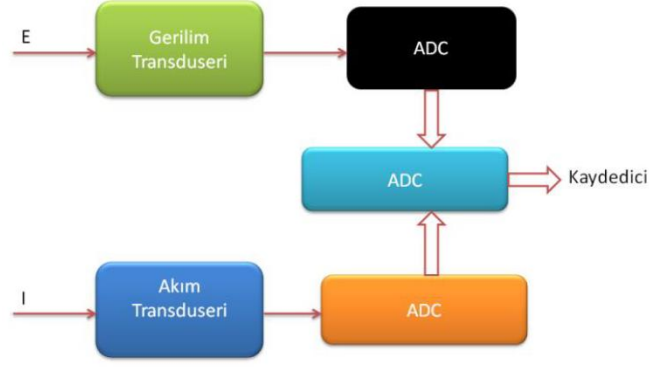 E
Gerilim
Transduseri
ADC
ADC
Kaydedici
I
Akım
Transduseri
ADC